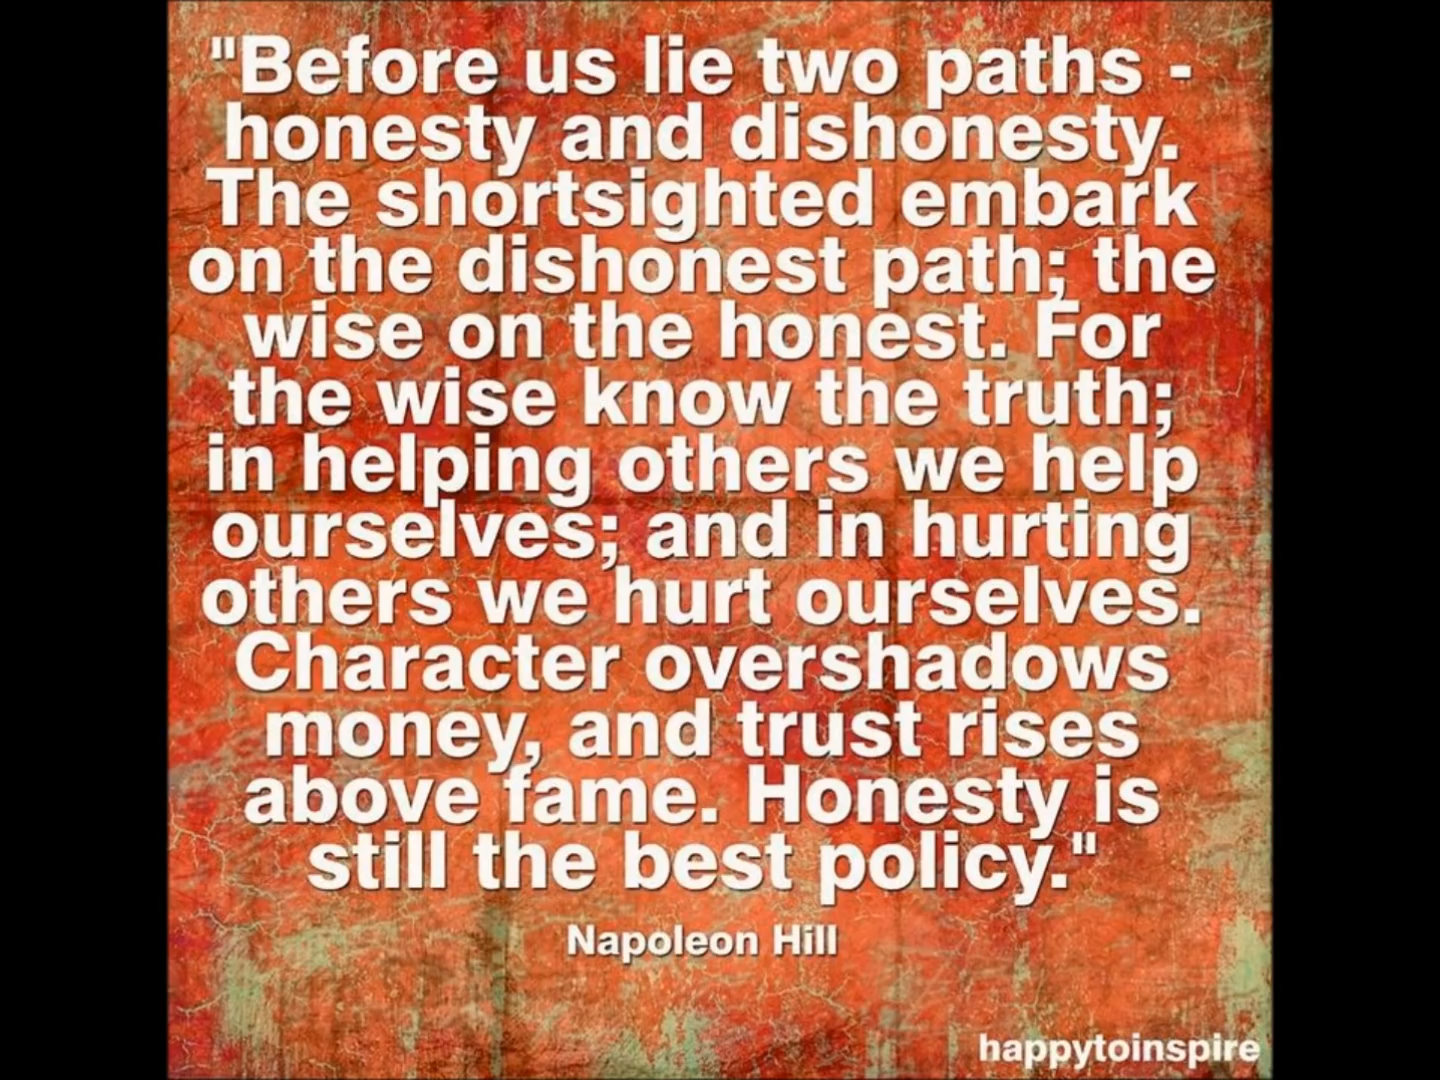 "Before us lie two paths -
honesty and dishonesty.
The shortsighted embark
on the dishonest path; the
wise on the honest. For
the wise know the truth;
in helping others we help
ourselves; and in hurting
others we hurt ourselves.
Character overshadows
money, and trust rises
above fame. Honesty is
still the best policy."
Napoleon Hill
happytoinspire